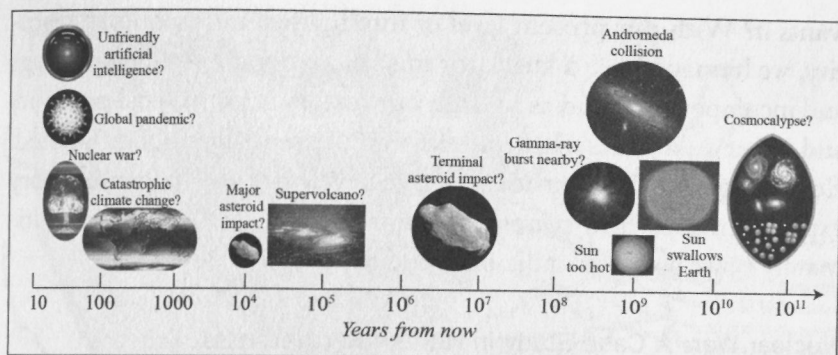 Unfriendly
artificial
intelligence?
Global pandemic?
Nuclear war?
Catastrophic
climate change?
Major
asteroid
impact?
Supervolcano?
Terminal
asteroid impact?
Gamma-ray
burst nearby?
Andromeda
collision
Sun
too hot
Sun
swallows
Earth
Cosmocalypse?
10 100 1000 10⁴ 10⁵ 10⁶ 10⁷ 10⁸ 10⁹ 10¹⁰ 10¹¹
Years from now